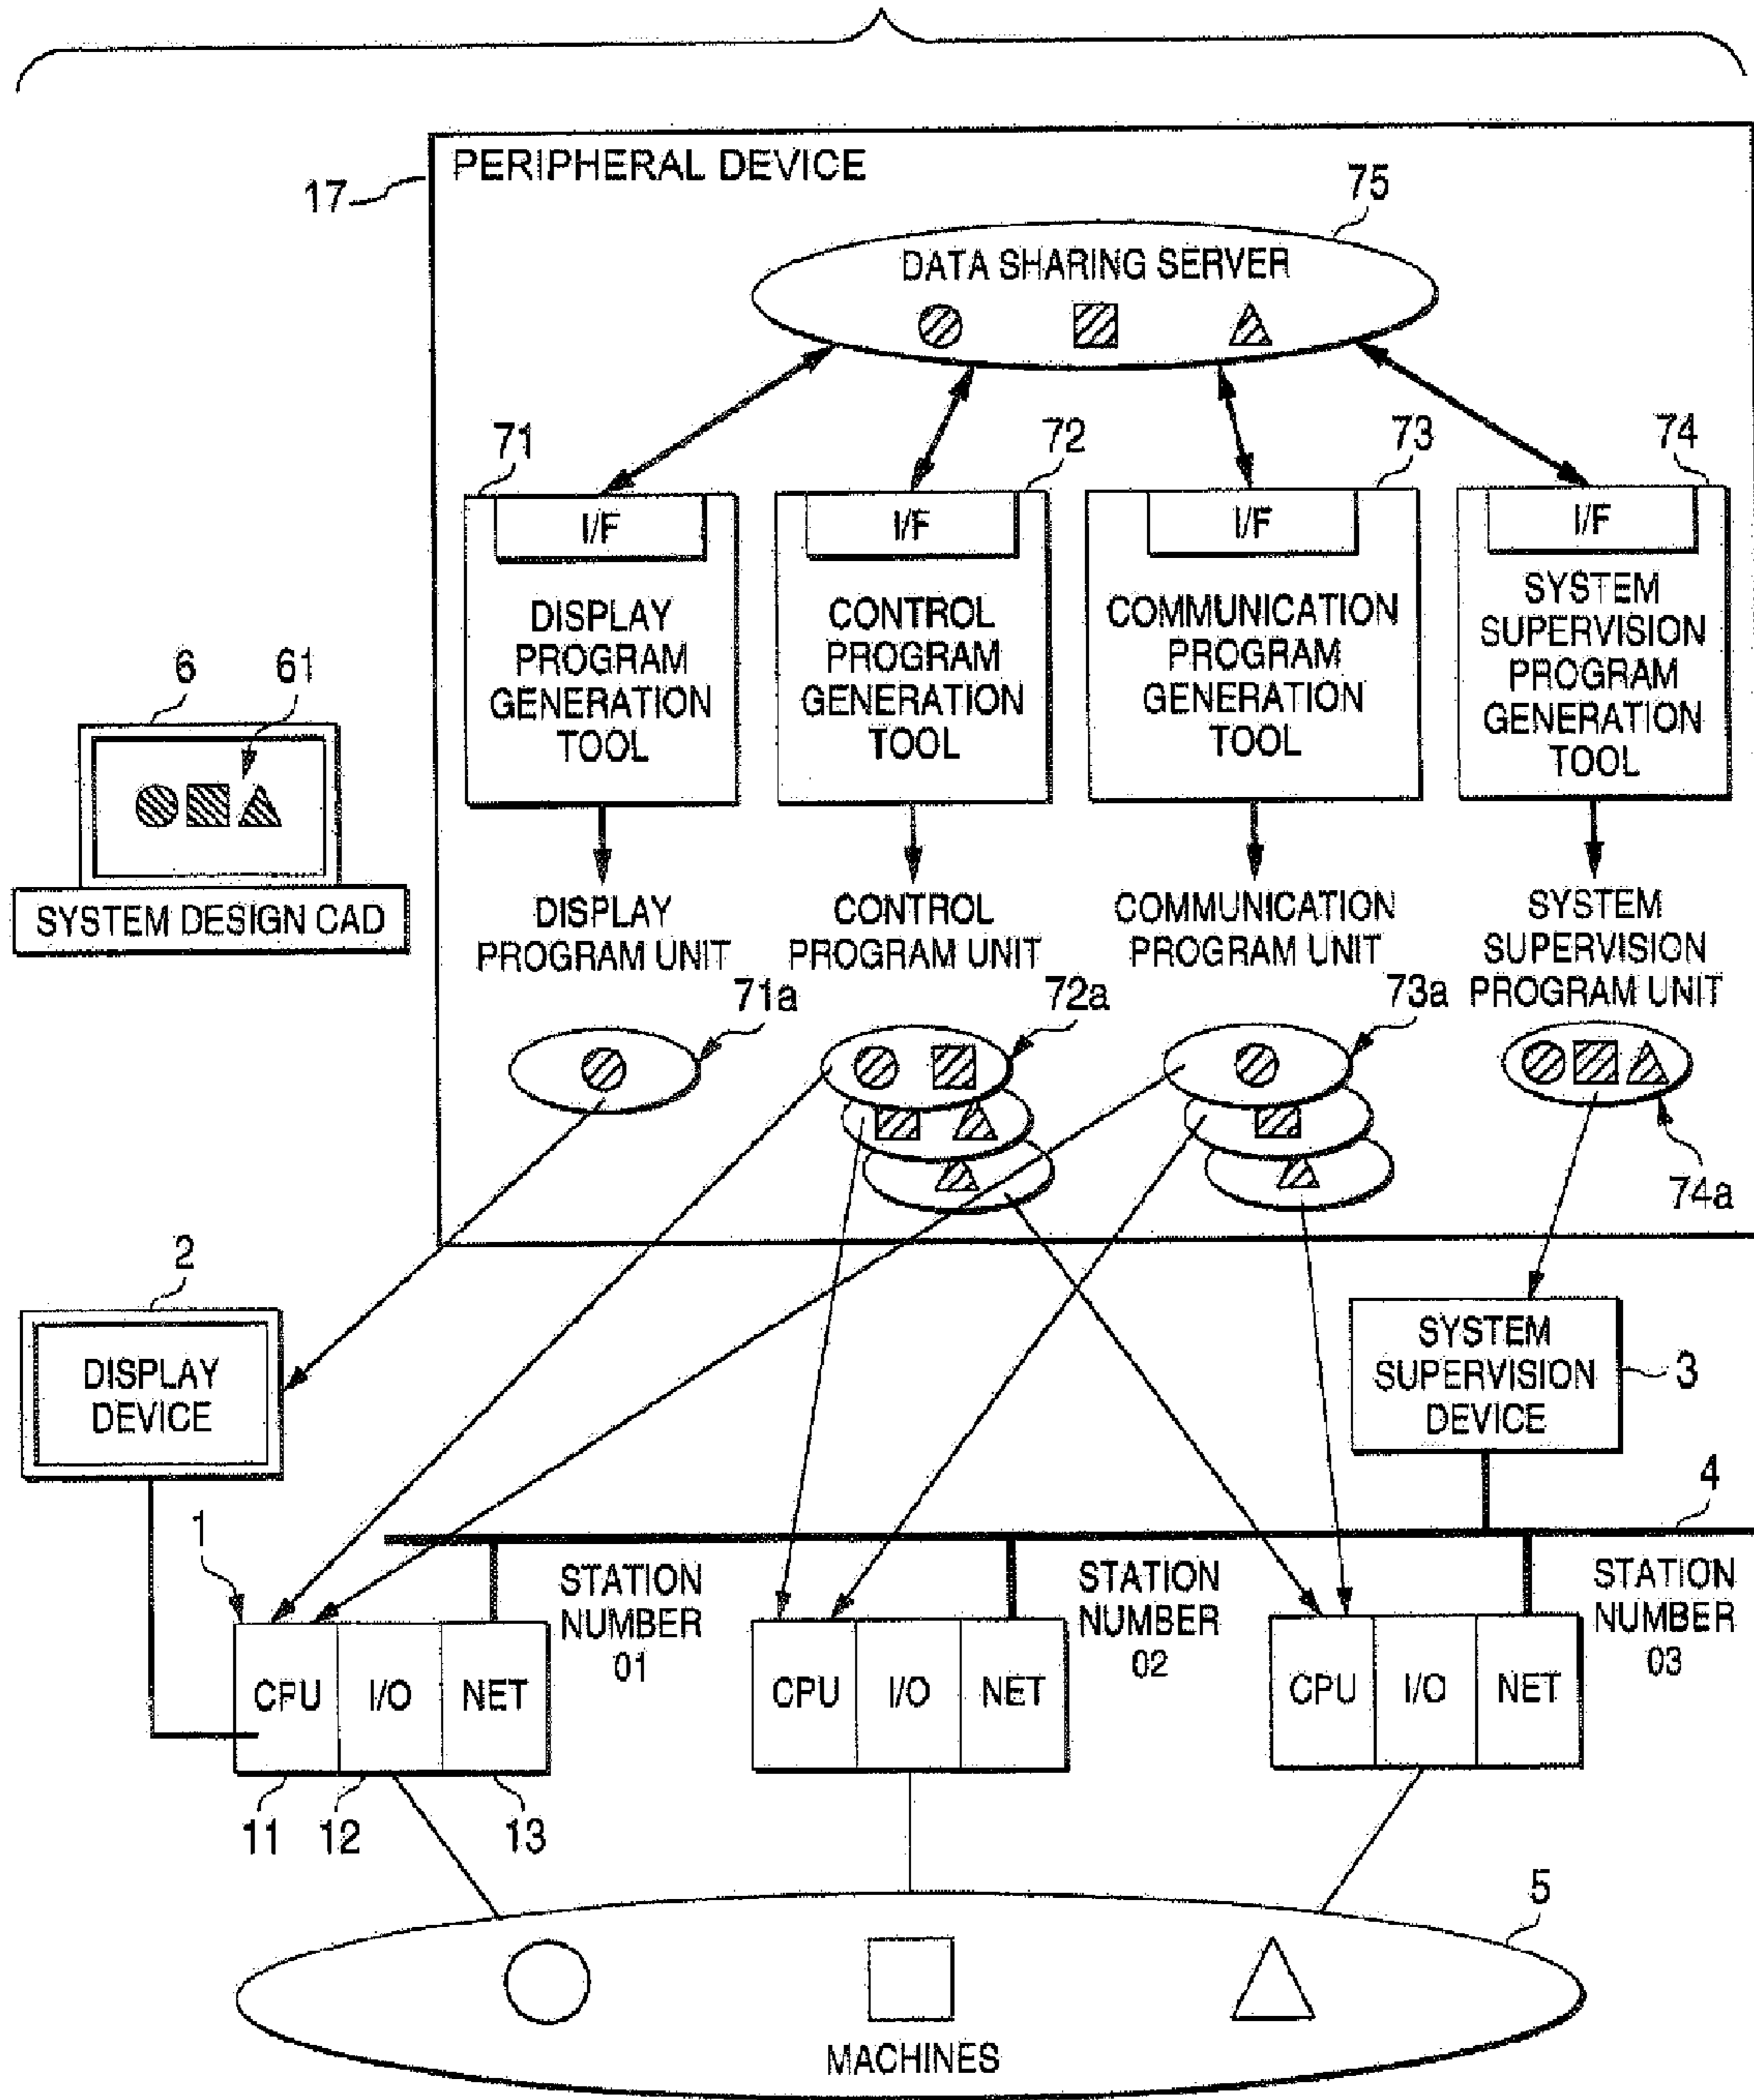 PERIPHERAL DEVICE
17
75
DATA SHARING SERVER
71
72
73
74
I/F
I/F
I/F
I/F
DISPLAY
PROGRAM
GENERATION
TOOL
CONTROL
PROGRAM
GENERATION
TOOL
COMMUNICATION
PROGRAM
GENERATION
TOOL
SYSTEM
SUPERVISION
PROGRAM
GENERATION
TOOL
6
61
SYSTEM DESIGN CAD
DISPLAY
PROGRAM UNIT
CONTROL
PROGRAM UNIT
COMMUNICATION
PROGRAM UNIT
SYSTEM
SUPERVISION
PROGRAM UNIT
71a
72a
73a
74a
2
DISPLAY
DEVICE
SYSTEM
SUPERVISION
DEVICE
3
4
1
STATION
NUMBER
01
STATION
NUMBER
02
STATION
NUMBER
03
CPU
I/O
NET
CPU
I/O
NET
CPU
I/O
NET
11
12
13
5
MACHINES